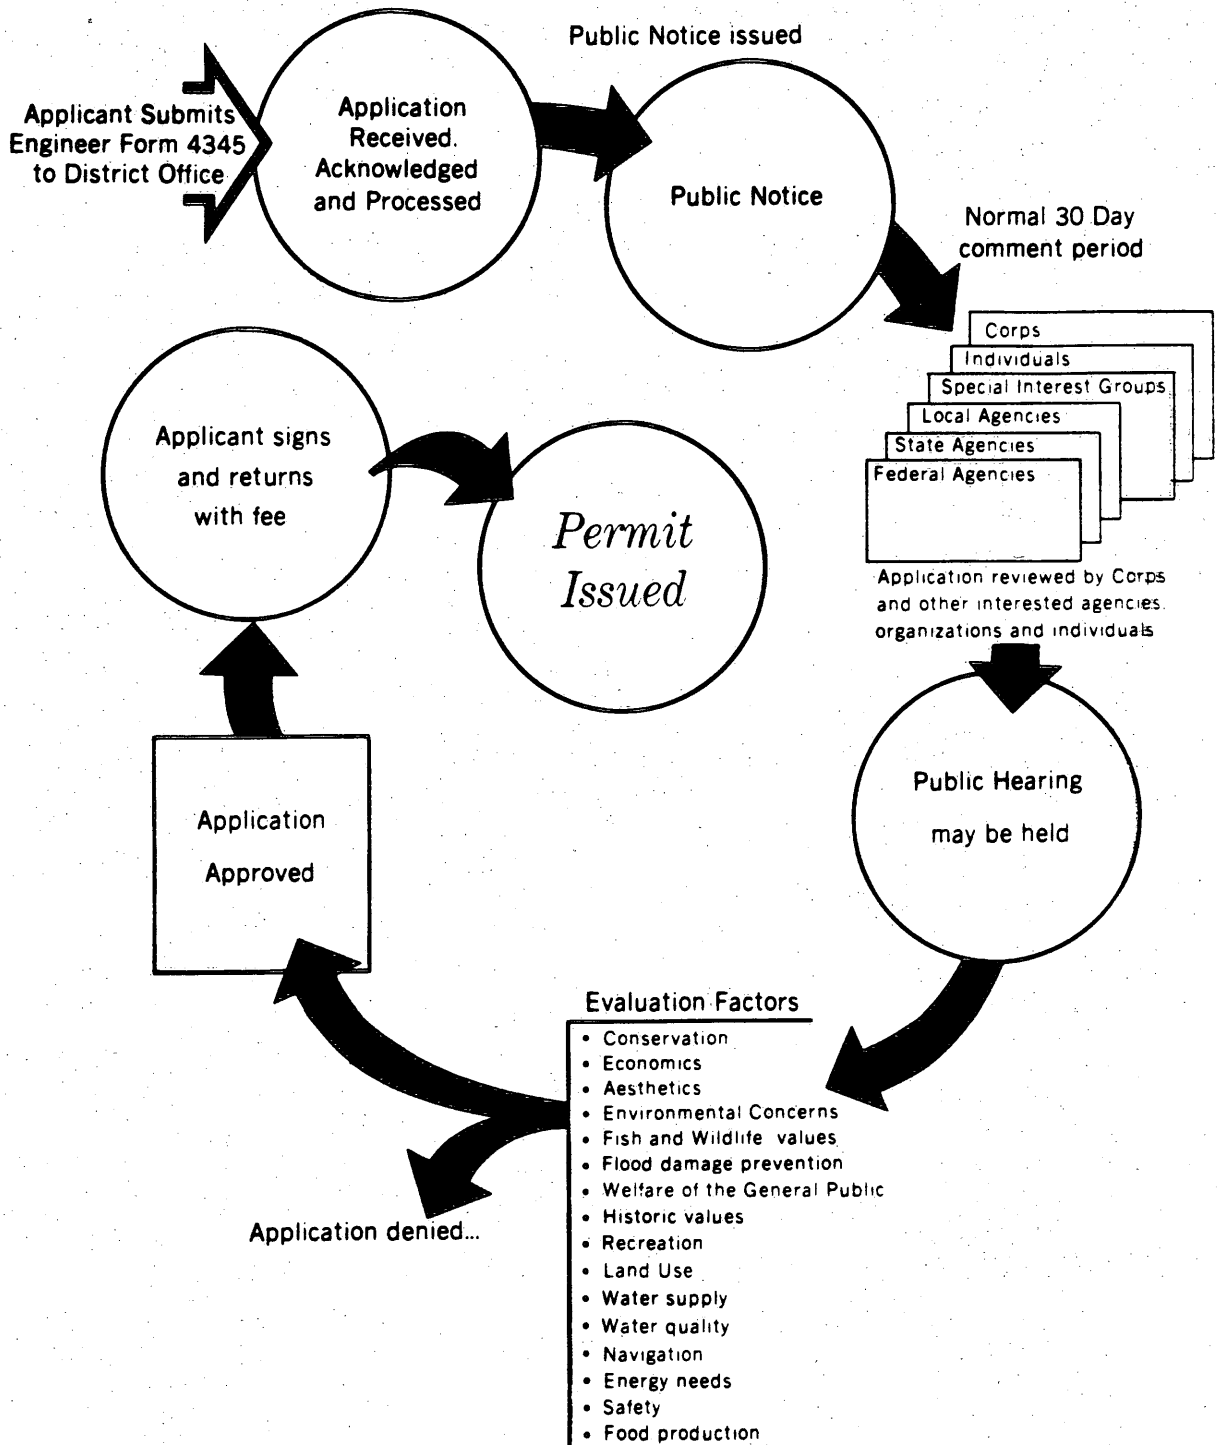 Applicant Submits
Engineer Form 4345
to District Office
Application
Received.
Acknowledged
and Processed
Public Notice issued
Public Notice
Normal 30 Day
comment period
Corps
Individuals
Special Interest Groups
Local Agencies
State Agencies
Federal Agencies
Application reviewed by Corps
and other interested agencies.
organizations and individuals
Public Hearing
may be held
Evaluation Factors
• Conservation
• Economics
• Aesthetics
• Environmental Concerns
• Fish and Wildlife values
• Flood damage prevention
• Welfare of the General Public
• Historic values
• Recreation
• Land Use
• Water supply
• Water quality
• Navigation
• Energy needs
• Safety
• Food production
Application denied...
Application
Approved
Applicant signs
and returns
with fee
Permit
Issued